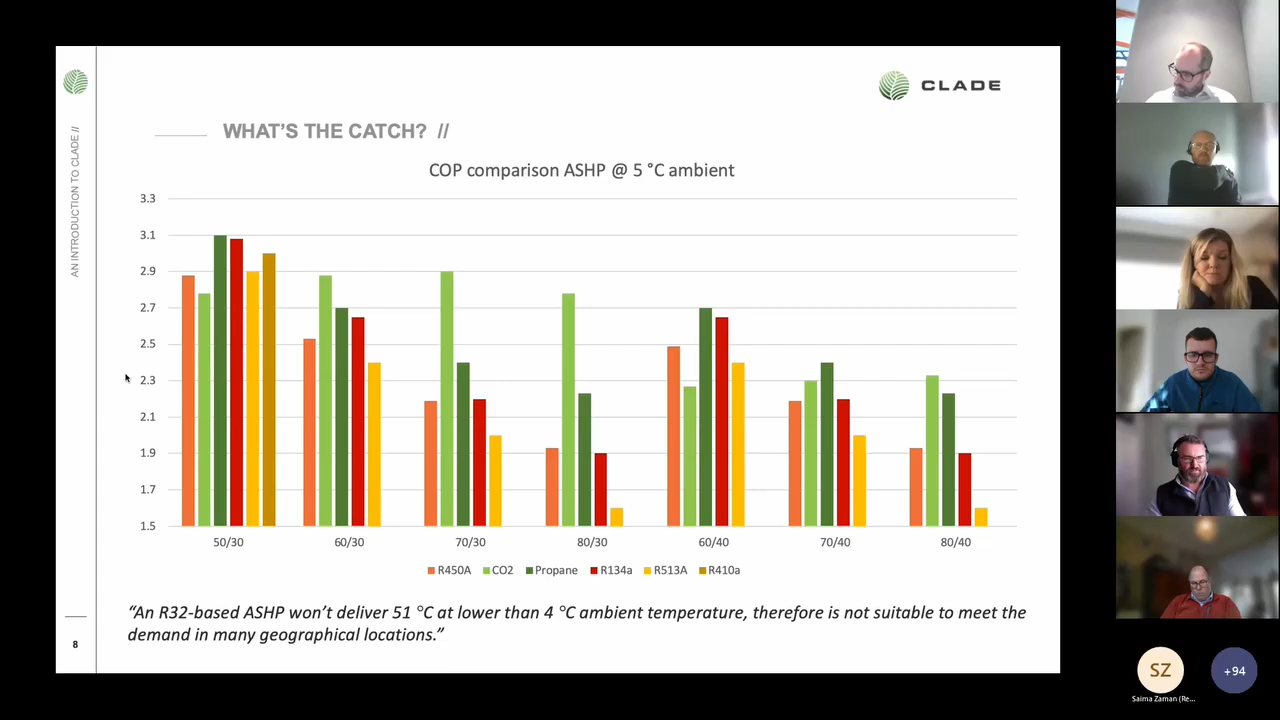 CLADE
AN INTRODUCTION TO CLADE //
WHAT'S THE CATCH? //
COP comparison ASHP @ 5 °C ambient
3.3
3.1
2.9
2.7
2.5
2.3
2.1
1.9
1.7
1.5
50/30 60/30 70/30 80/30 60/40 70/40 80/40
R450A CO2 Propane R134a R513A R410a
“An R32-based ASHP won’t deliver 51 °C at lower than 4 °C ambient temperature, therefore is not suitable to meet the
demand in many geographical locations.”
8
SZ
+94
Saima Zaman (Re...